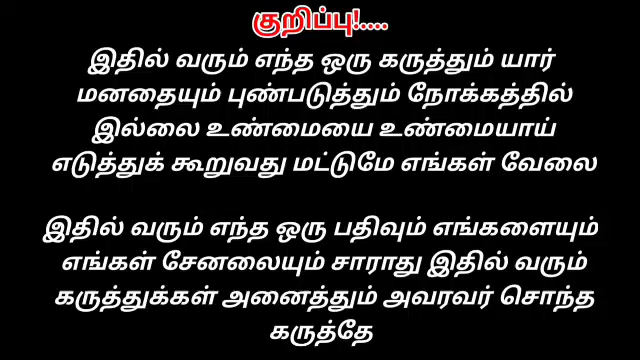 குறிப்பு!....
இதில் வரும் எந்த ஒரு கருத்தும் யார்
மனதையும் புண்படுத்தும் நோக்கத்தில்
இல்லை உண்மையை உண்மையாய்
எடுத்துக் கூறுவது மட்டுமே எங்கள் வேலை
இதில் வரும் எந்த ஒரு பதிவும் எங்களையும்
எங்கள் சேனலையும் சாராது இதில் வரும்
கருத்துக்கள் அனைத்தும் அவரவர் சொந்த
கருத்தே